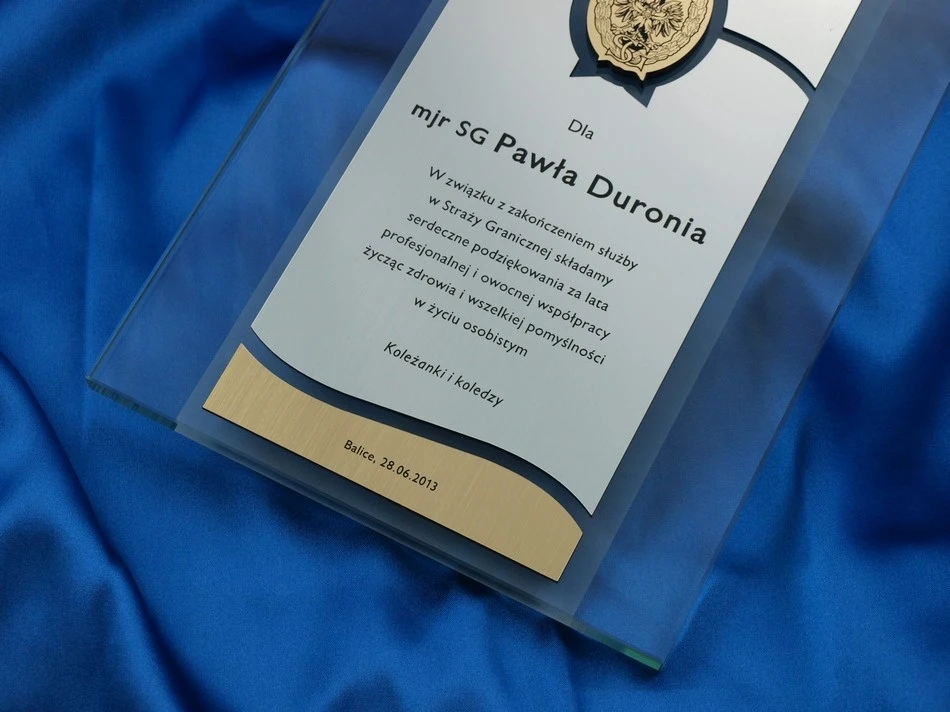 Dla
mjr SG Pawła Duronia
W związku z zakończeniem służby
w Straży Granicznej składamy
serdeczne podziękowania za lata
profesjonalnej i owocnej współpracy
życząc zdrowia i wszelkiej pomyślności
w życiu osobistym
Koleżanki i koledzy
Balice, 28.06.2013